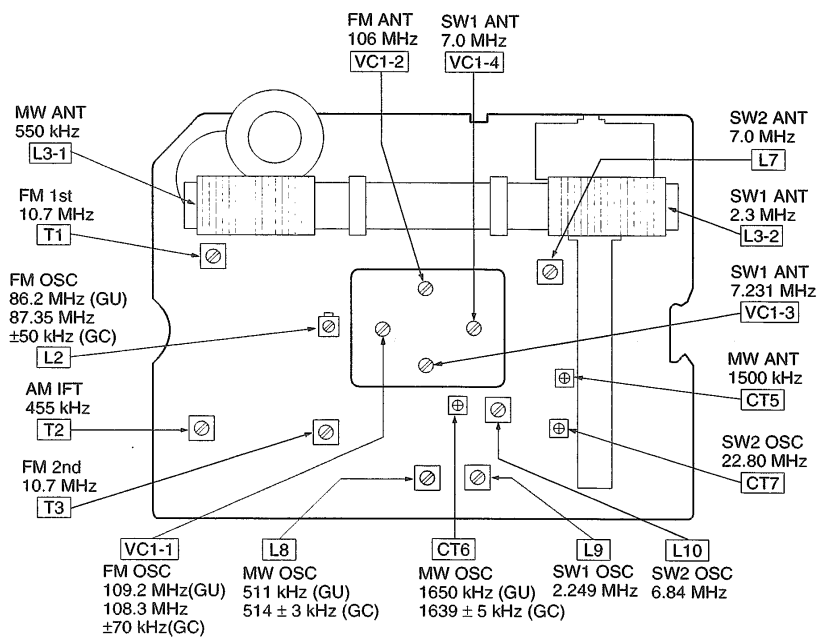 FM ANT
106 MHz
VC1-2
SW1 ANT
7.0 MHz
VC1-4
MW ANT
550 kHz
L3-1
SW2 ANT
7.0 MHz
L7
FM 1st
10.7 MHz
T1
SW1 ANT
2.3 MHz
L3-2
FM OSC
86.2 MHz (GU)
87.35 MHz
±50 kHz (GC)
L2
SW1 ANT
7.231 MHz
VC1-3
AM IFT
455 kHz
T2
MW ANT
1500 kHz
CT5
FM 2nd
10.7 MHz
T3
SW2 OSC
22.80 MHz
CT7
VC1-1
FM OSC
109.2 MHz(GU)
108.3 MHz
±70 kHz(GC)
L8
MW OSC
511 kHz (GU)
514 ± 3 kHz (GC)
CT6
MW OSC
1650 kHz (GU)
1639 ± 5 kHz (GC)
L9
SW1 OSC
2.249 MHz
L10
SW2 OSC
6.84 MHz